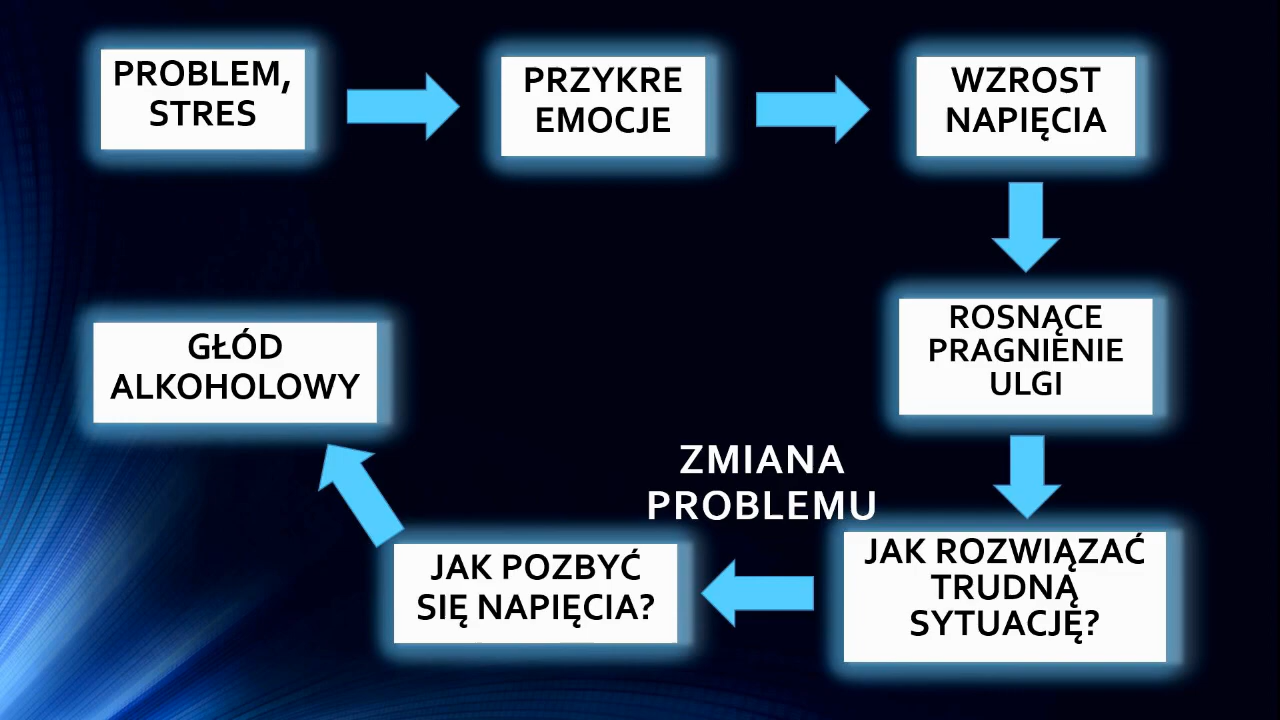 PROBLEM,
STRES
PRZYKRE
EMOCJE
WZROST
NAPIĘCIA
ROSNĄCE
PRAGNIENIE
ULGI
JAK ROZWIĄZAĆ
TRUDNĄ
SYTUACJĘ?
ZMIANA
PROBLEMU
JAK POZBYĆ
SIĘ NAPIĘCIA?
GŁÓD
ALKOHOLOWY